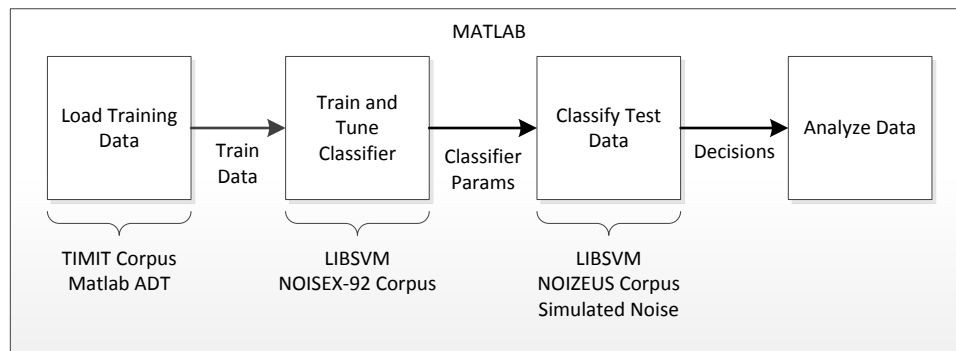 MATLAB
Load Training
Data
Train
Data
Train and
Tune
Classifier
Classifier
Params
Classify Test
Data
Decisions
Analyze Data
TIMIT Corpus
Matlab ADT
LIBSVM
NOISEX-92 Corpus
LIBSVM
NOIZEUS Corpus
Simulated Noise